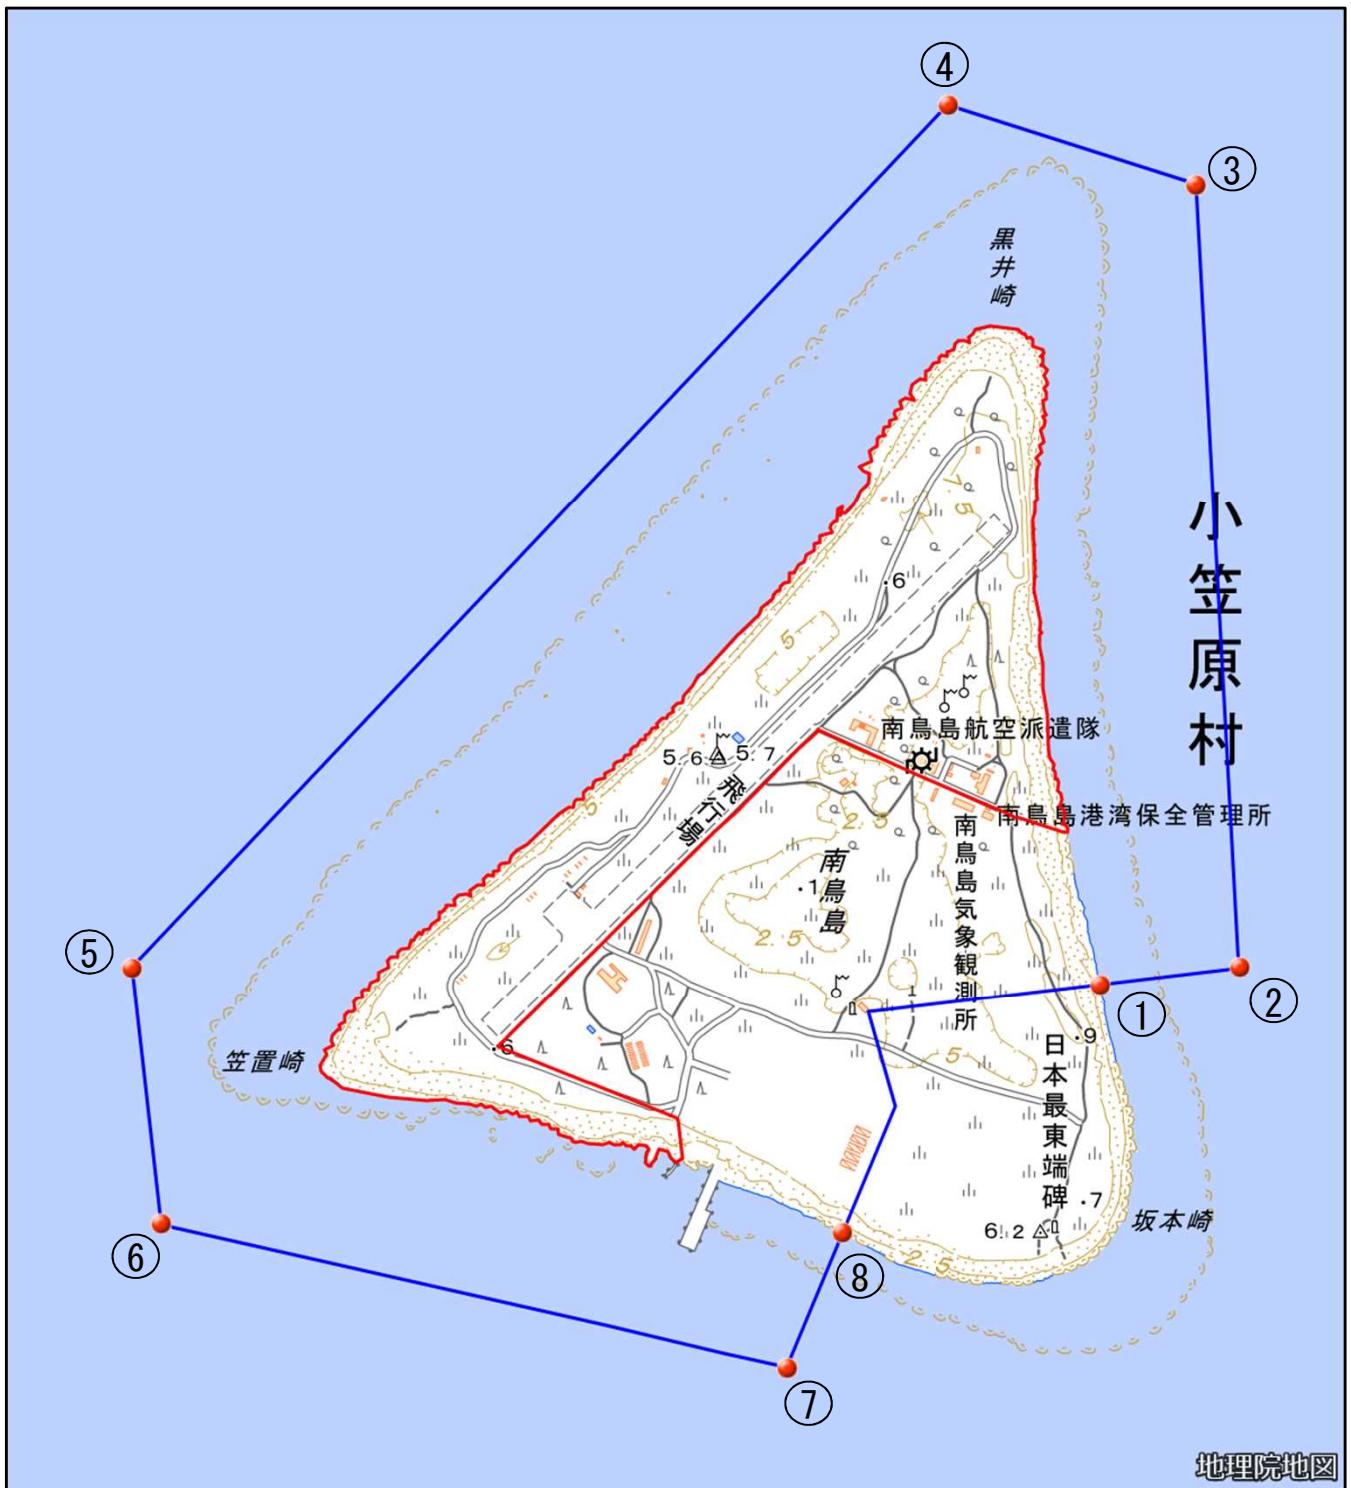 ④
③
黒井崎
7.5
小笠原村
.6
5
南鳥島航空派遣隊
5.6
5.7
飛行場
南鳥島港湾保全管理所
2.5
南鳥島気象観測所
南鳥島
.1
2.5
5
⑤
②
①
.9
.6
5
日本最東端碑
笠置崎
.7
坂本崎
6.2
⑥
2.5
⑧
⑦
地理院地図